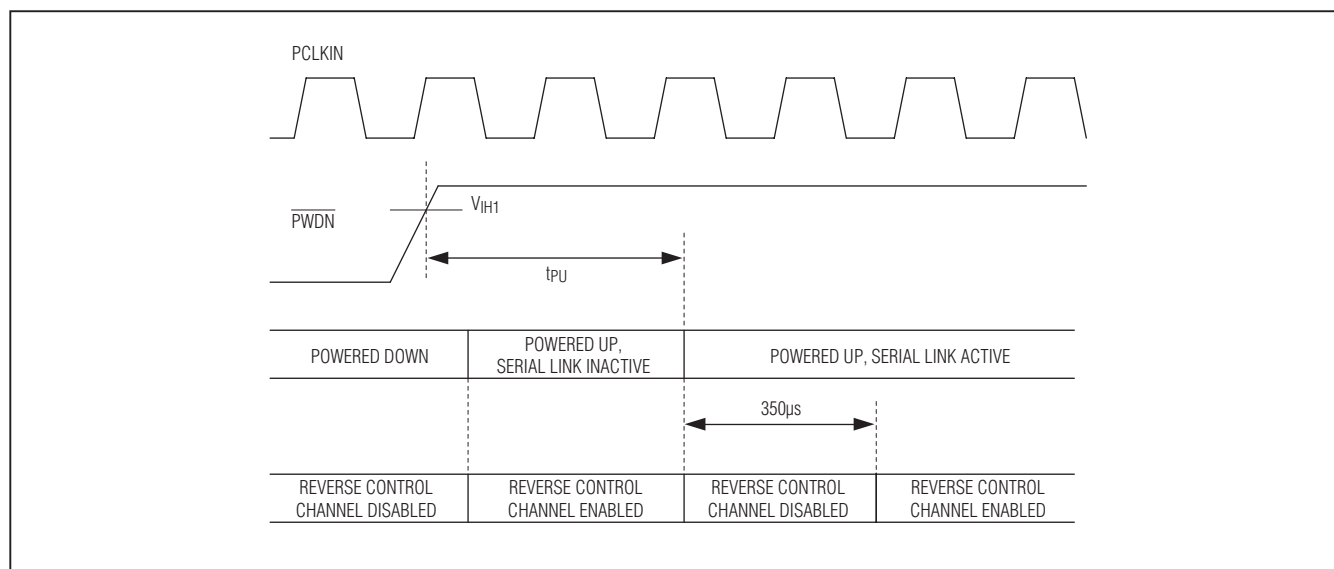 PCLKIN
PWDN
VIH1
tPU
POWERED DOWN
POWERED UP,
SERIAL LINK INACTIVE
POWERED UP, SERIAL LINK ACTIVE
350µs
REVERSE CONTROL
CHANNEL DISABLED
REVERSE CONTROL
CHANNEL ENABLED
REVERSE CONTROL
CHANNEL DISABLED
REVERSE CONTROL
CHANNEL ENABLED